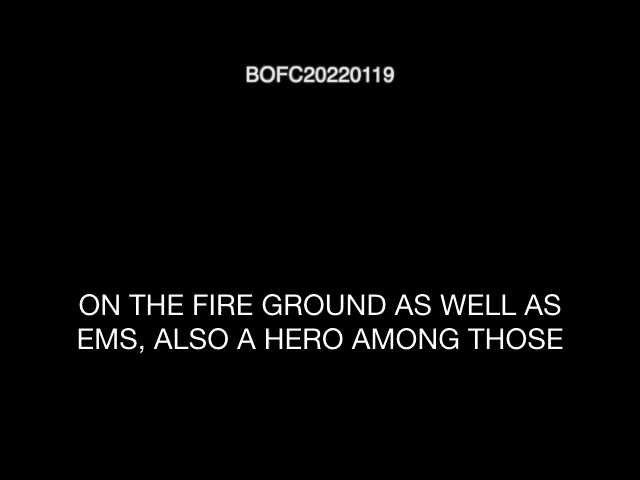 BOFC20220119
ON THE FIRE GROUND AS WELL AS
EMS, ALSO A HERO AMONG THOSE